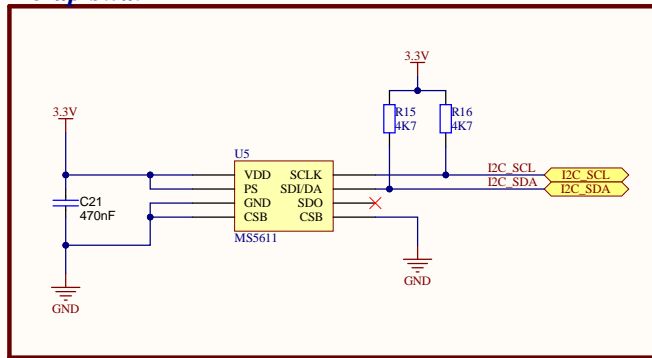 3.3V
3.3V
R15
4K7
R16
4K7
U5
VDD
PS
GND
CSB
SCLK
SDI/DA
SDO
CSB
MS5611
I2C_SCL
I2C_SDA
I2C_SCL
I2C_SDA
C21
470nF
GND
GND